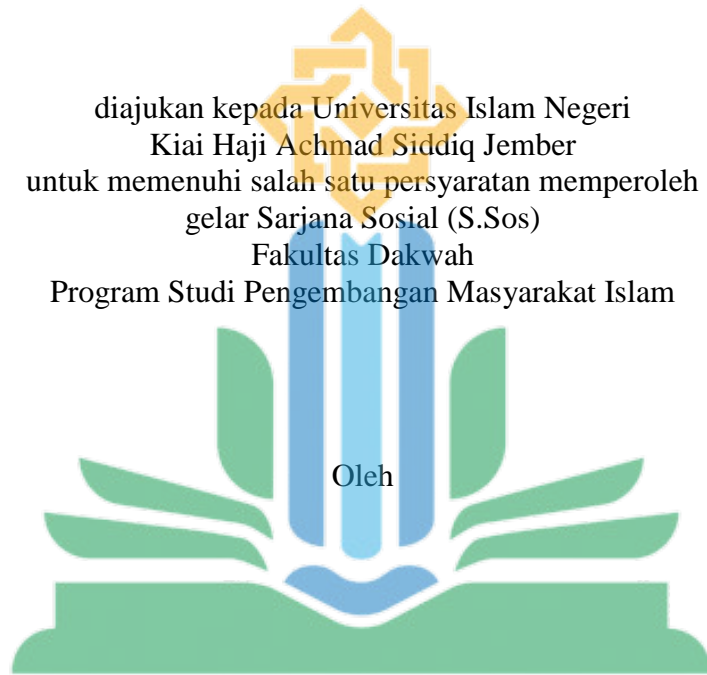 diajukan kepada Universitas Islam Negeri
Kiai Haji Achmad Siddiq Jember
untuk memenuhi salah satu persyaratan memperoleh
gelar Sarjana Sosial (S.Sos)
Fakultas Dakwah
Program Studi Pengembangan Masyarakat Islam
Oleh